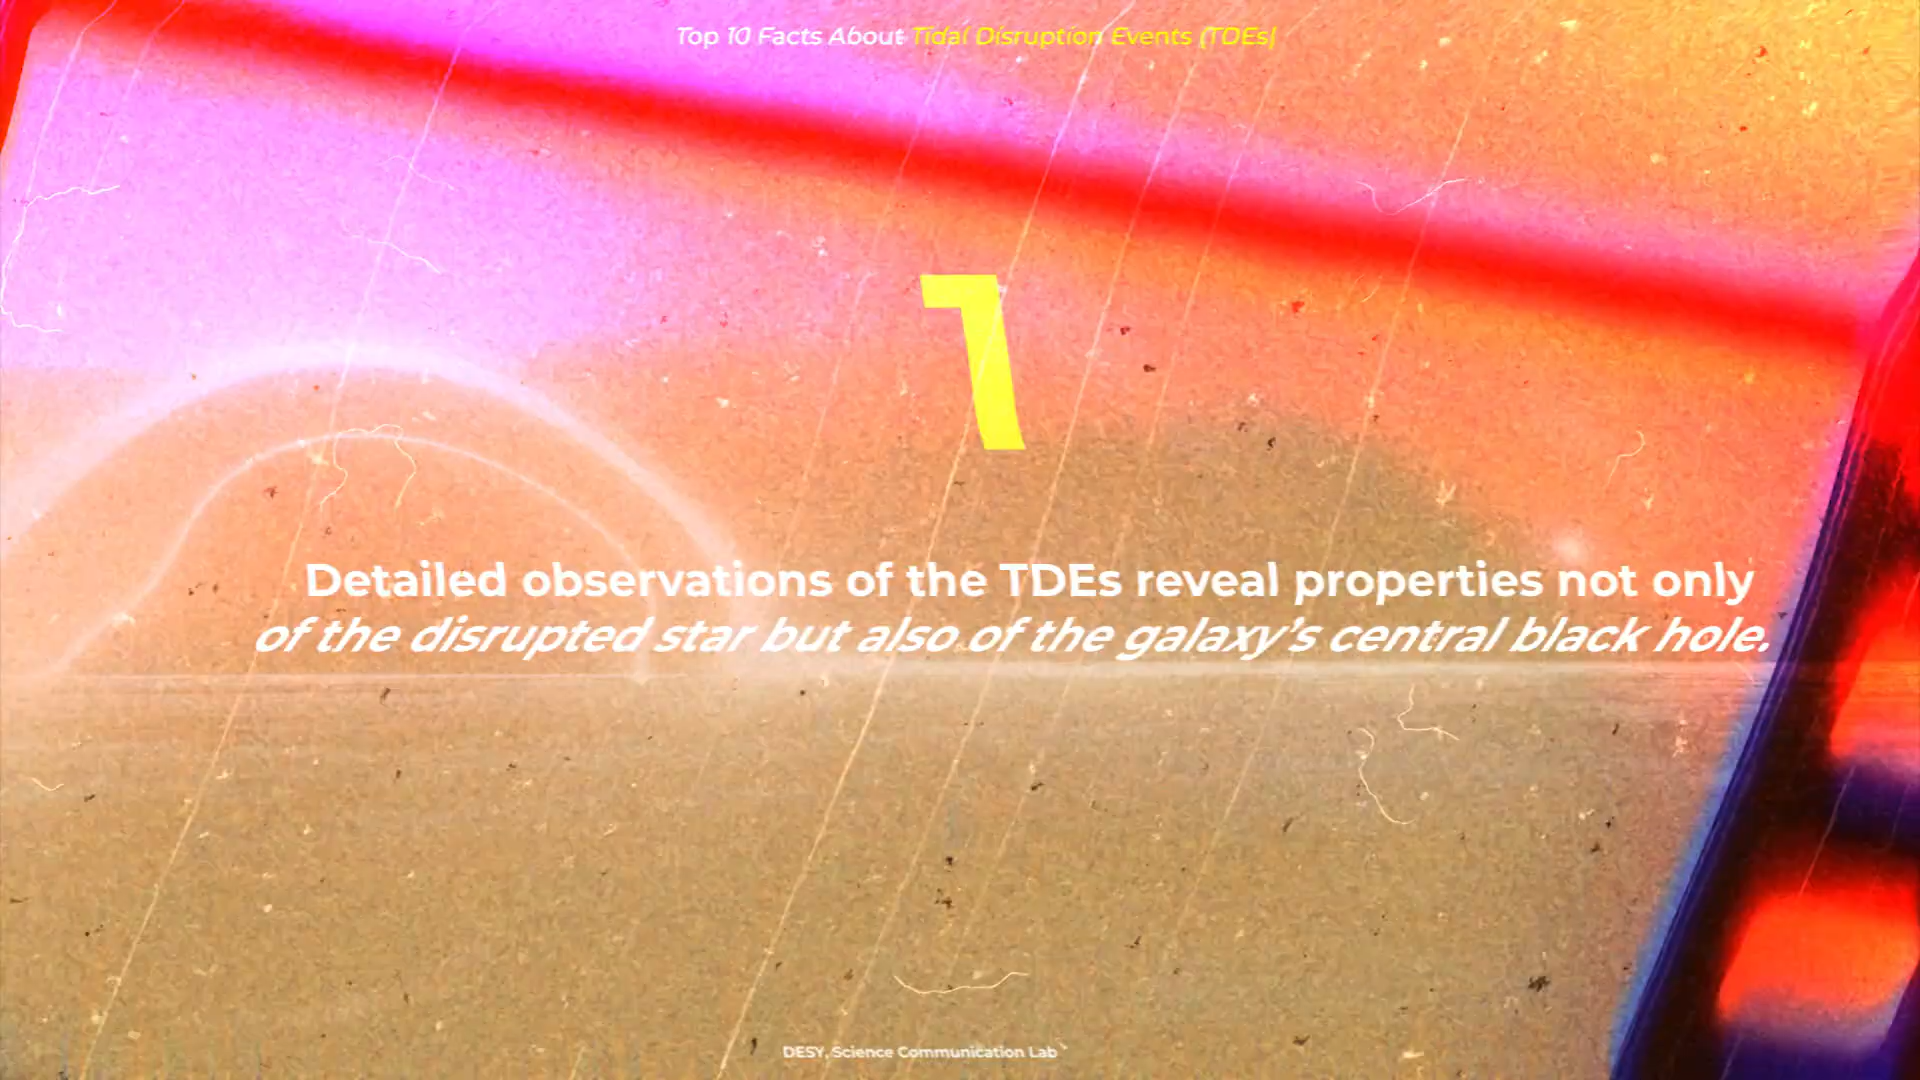 Top 10 Facts About Tidal Disruption Events (TDEs)
1
Detailed observations of the TDEs reveal properties not only
of the disrupted star but also of the galaxy's central black hole.
DESY, Science Communication Lab